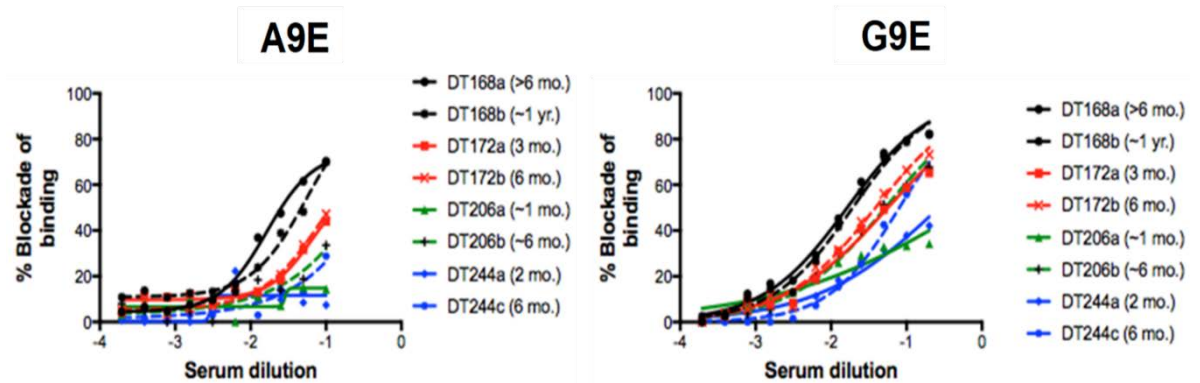 A9E
G9E
% Blockade of
binding
100
80
60
40
20
0
-4
-3
-2
-1
0
Serum dilution
DT168a (>6 mo.)
DT168b (~1 yr.)
DT172a (3 mo.)
DT172b (6 mo.)
DT206a (~1 mo.)
DT206b (~6 mo.)
DT244a (2 mo.)
DT244c (6 mo.)
% Blockade of
binding
100
80
60
40
20
0
-4
-3
-2
-1
0
Serum dilution
DT168a (>6 mo.)
DT168b (~1 yr.)
DT172a (3 mo.)
DT172b (6 mo.)
DT206a (~1 mo.)
DT206b (~6 mo.)
DT244a (2 mo.)
DT244c (6 mo.)